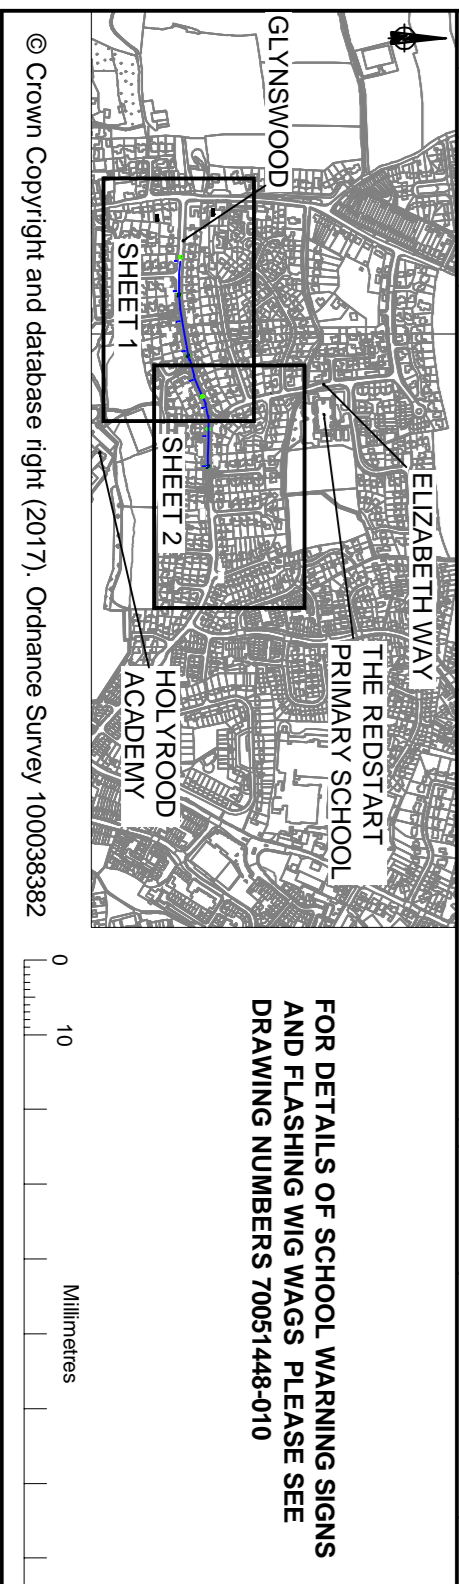 GLYNSWOOD
ELIZABETH WAY
THE REDSTART
PRIMARY SCHOOL
SHEET 1
SHEET 2
HOLYROOD
ACADEMY
© Crown Copyright and database right (2017). Ordnance Survey 100038382
FOR DETAILS OF SCHOOL WARNING SIGNS
AND FLASHING WIG WAGS PLEASE SEE
DRAWING NUMBERS 70051448-010
0
10
Millimetres